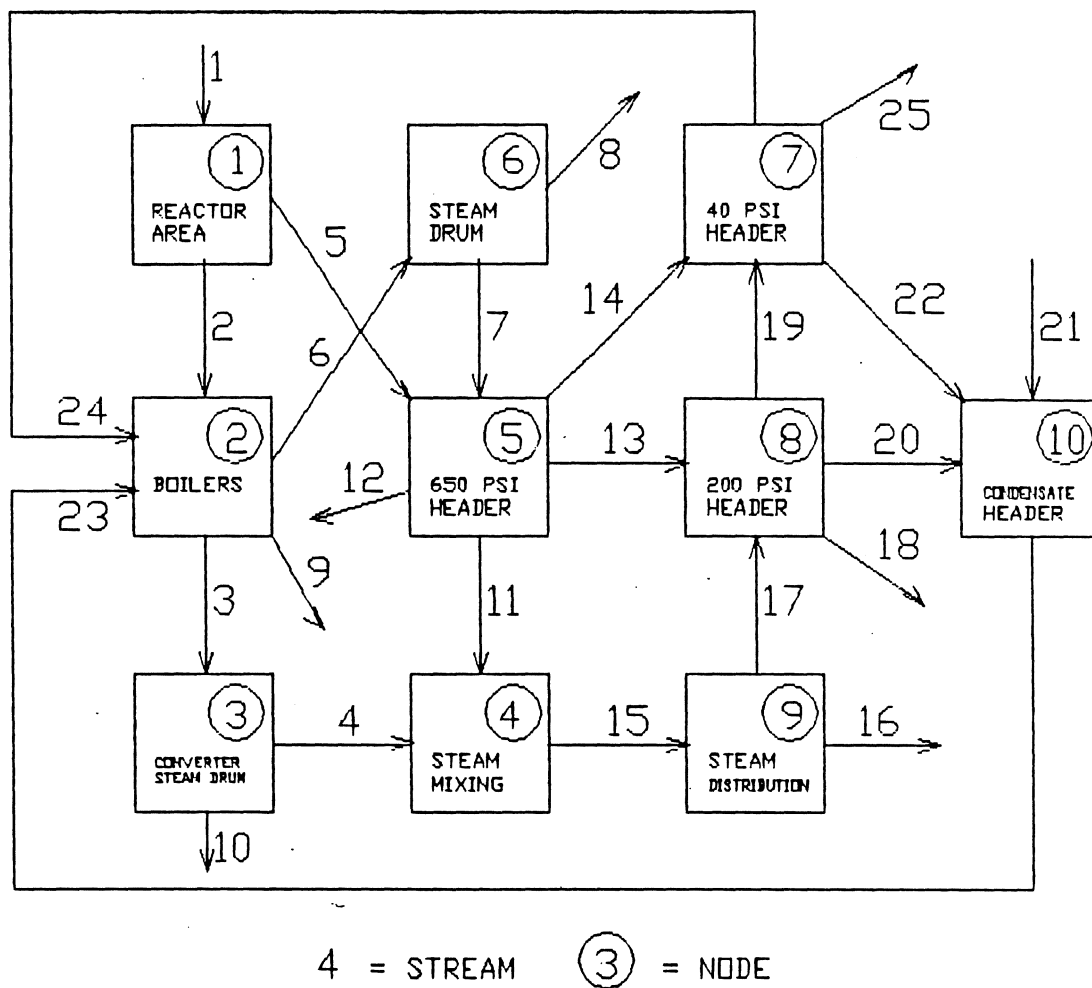 1
25
1
REACTOR
AREA
6
STEAM
DRUM
8
7
40 PSI
HEADER
5
2
6
7
14
19
22
21
24
23
2
BOILERS
12
5
650 PSI
HEADER
13
8
200 PSI
HEADER
20
10
CONDENSATE
HEADER
3
9
11
17
18
3
CONVERTER
STEAM DRUM
4
4
STEAM
MIXING
15
9
STEAM
DISTRIBUTION
16
10
4 = STREAM 3 = NODE